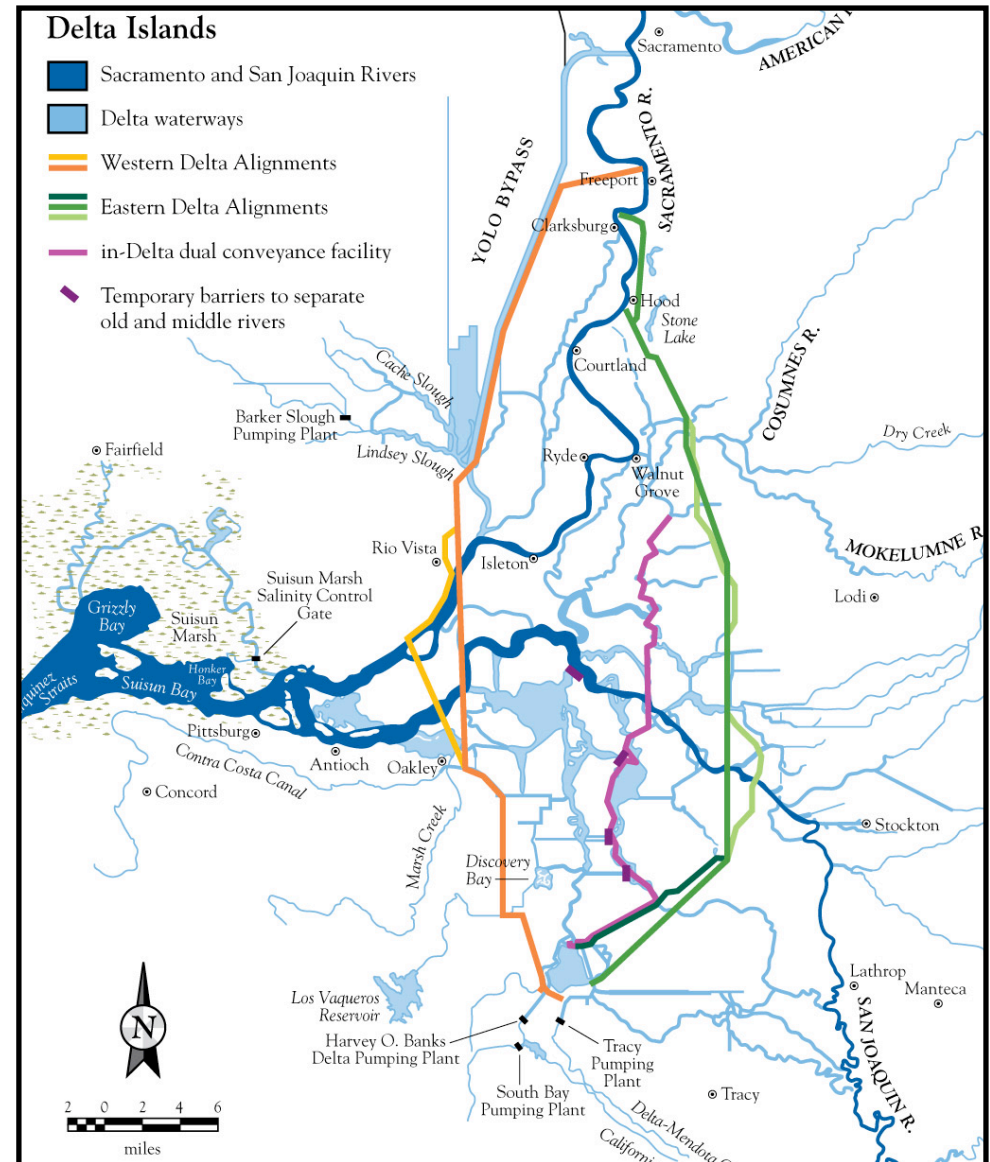 Delta Islands
Sacramento and San Joaquin Rivers
Delta waterways
Western Delta Alignments
Eastern Delta Alignments
in-Delta dual conveyance facility
Temporary barriers to separate
old and middle rivers
Sacramento
AMERICAN
YOLO BYPASS
SACRAMENTO R.
Freeport
Clarksburg
Hood
Stone
Lake
Courtland
COSUMNES R.
Cache Slough
Barker Slough
Pumping Plant
Lindsey Slough
Dry Creek
Fairfield
Ryde
Walnut
Grove
Rio Vista
Isleton
MOKELUMNE R
Suisun Marsh
Salinity Control
Gate
Lodi
Grizzly
Bay
Suisun
Marsh
Honker
Bay
Suisun Bay
quinez
Straits
Pittsburg
Antioch
Oakley
Contra Costa Canal
Concord
Marsh Creek
Stockton
Discovery
Bay
Lathrop
Manteca
Los Vaqueros
Reservoir
SAN JOAQUIN R.
Harvey O. Banks
Delta Pumping Plant
Tracy
Pumping
Plant
South Bay
Pumping Plant
Tracy
Delta-Mendota C
California
N
2 0 2 4 6
miles